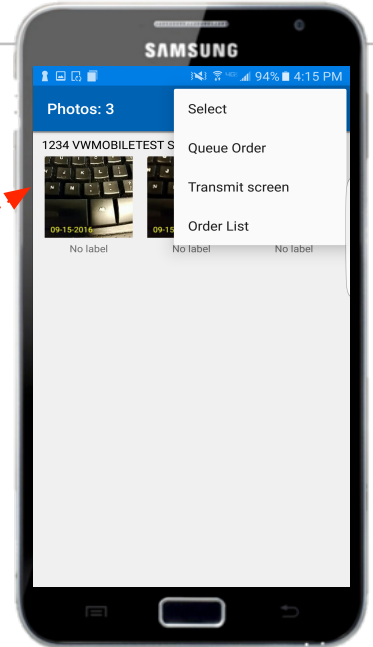 SAMSUNG
94% 4:15 PM
Photos: 3
Select
1234 VWMOBILETEST S
Queue Order
Transmit screen
09-15-2016
09-15
Order List
No label
No label
No label